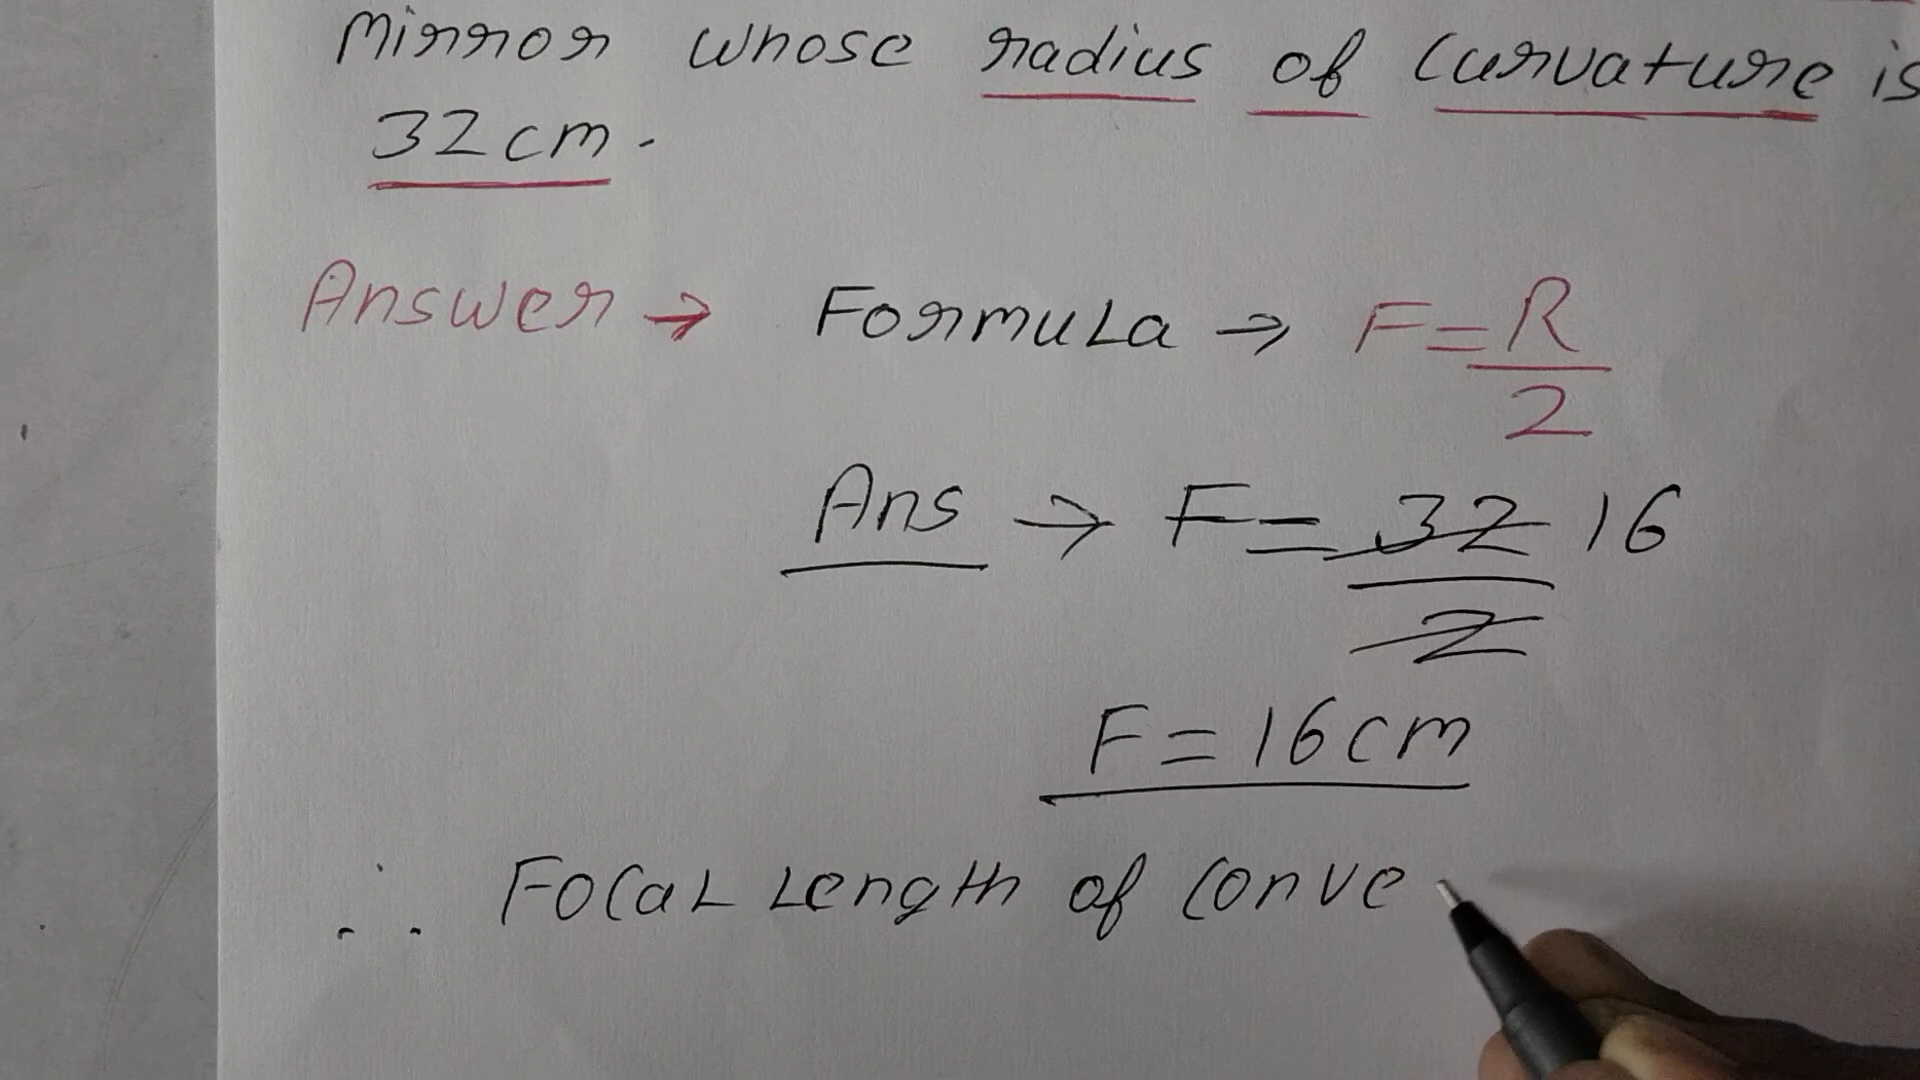 Mirror whose radius of curvature is
32cm.
Answer → Formula → F = R/2
Ans → F = 32/2 16
F = 16cm
∴ Focal Length of conve